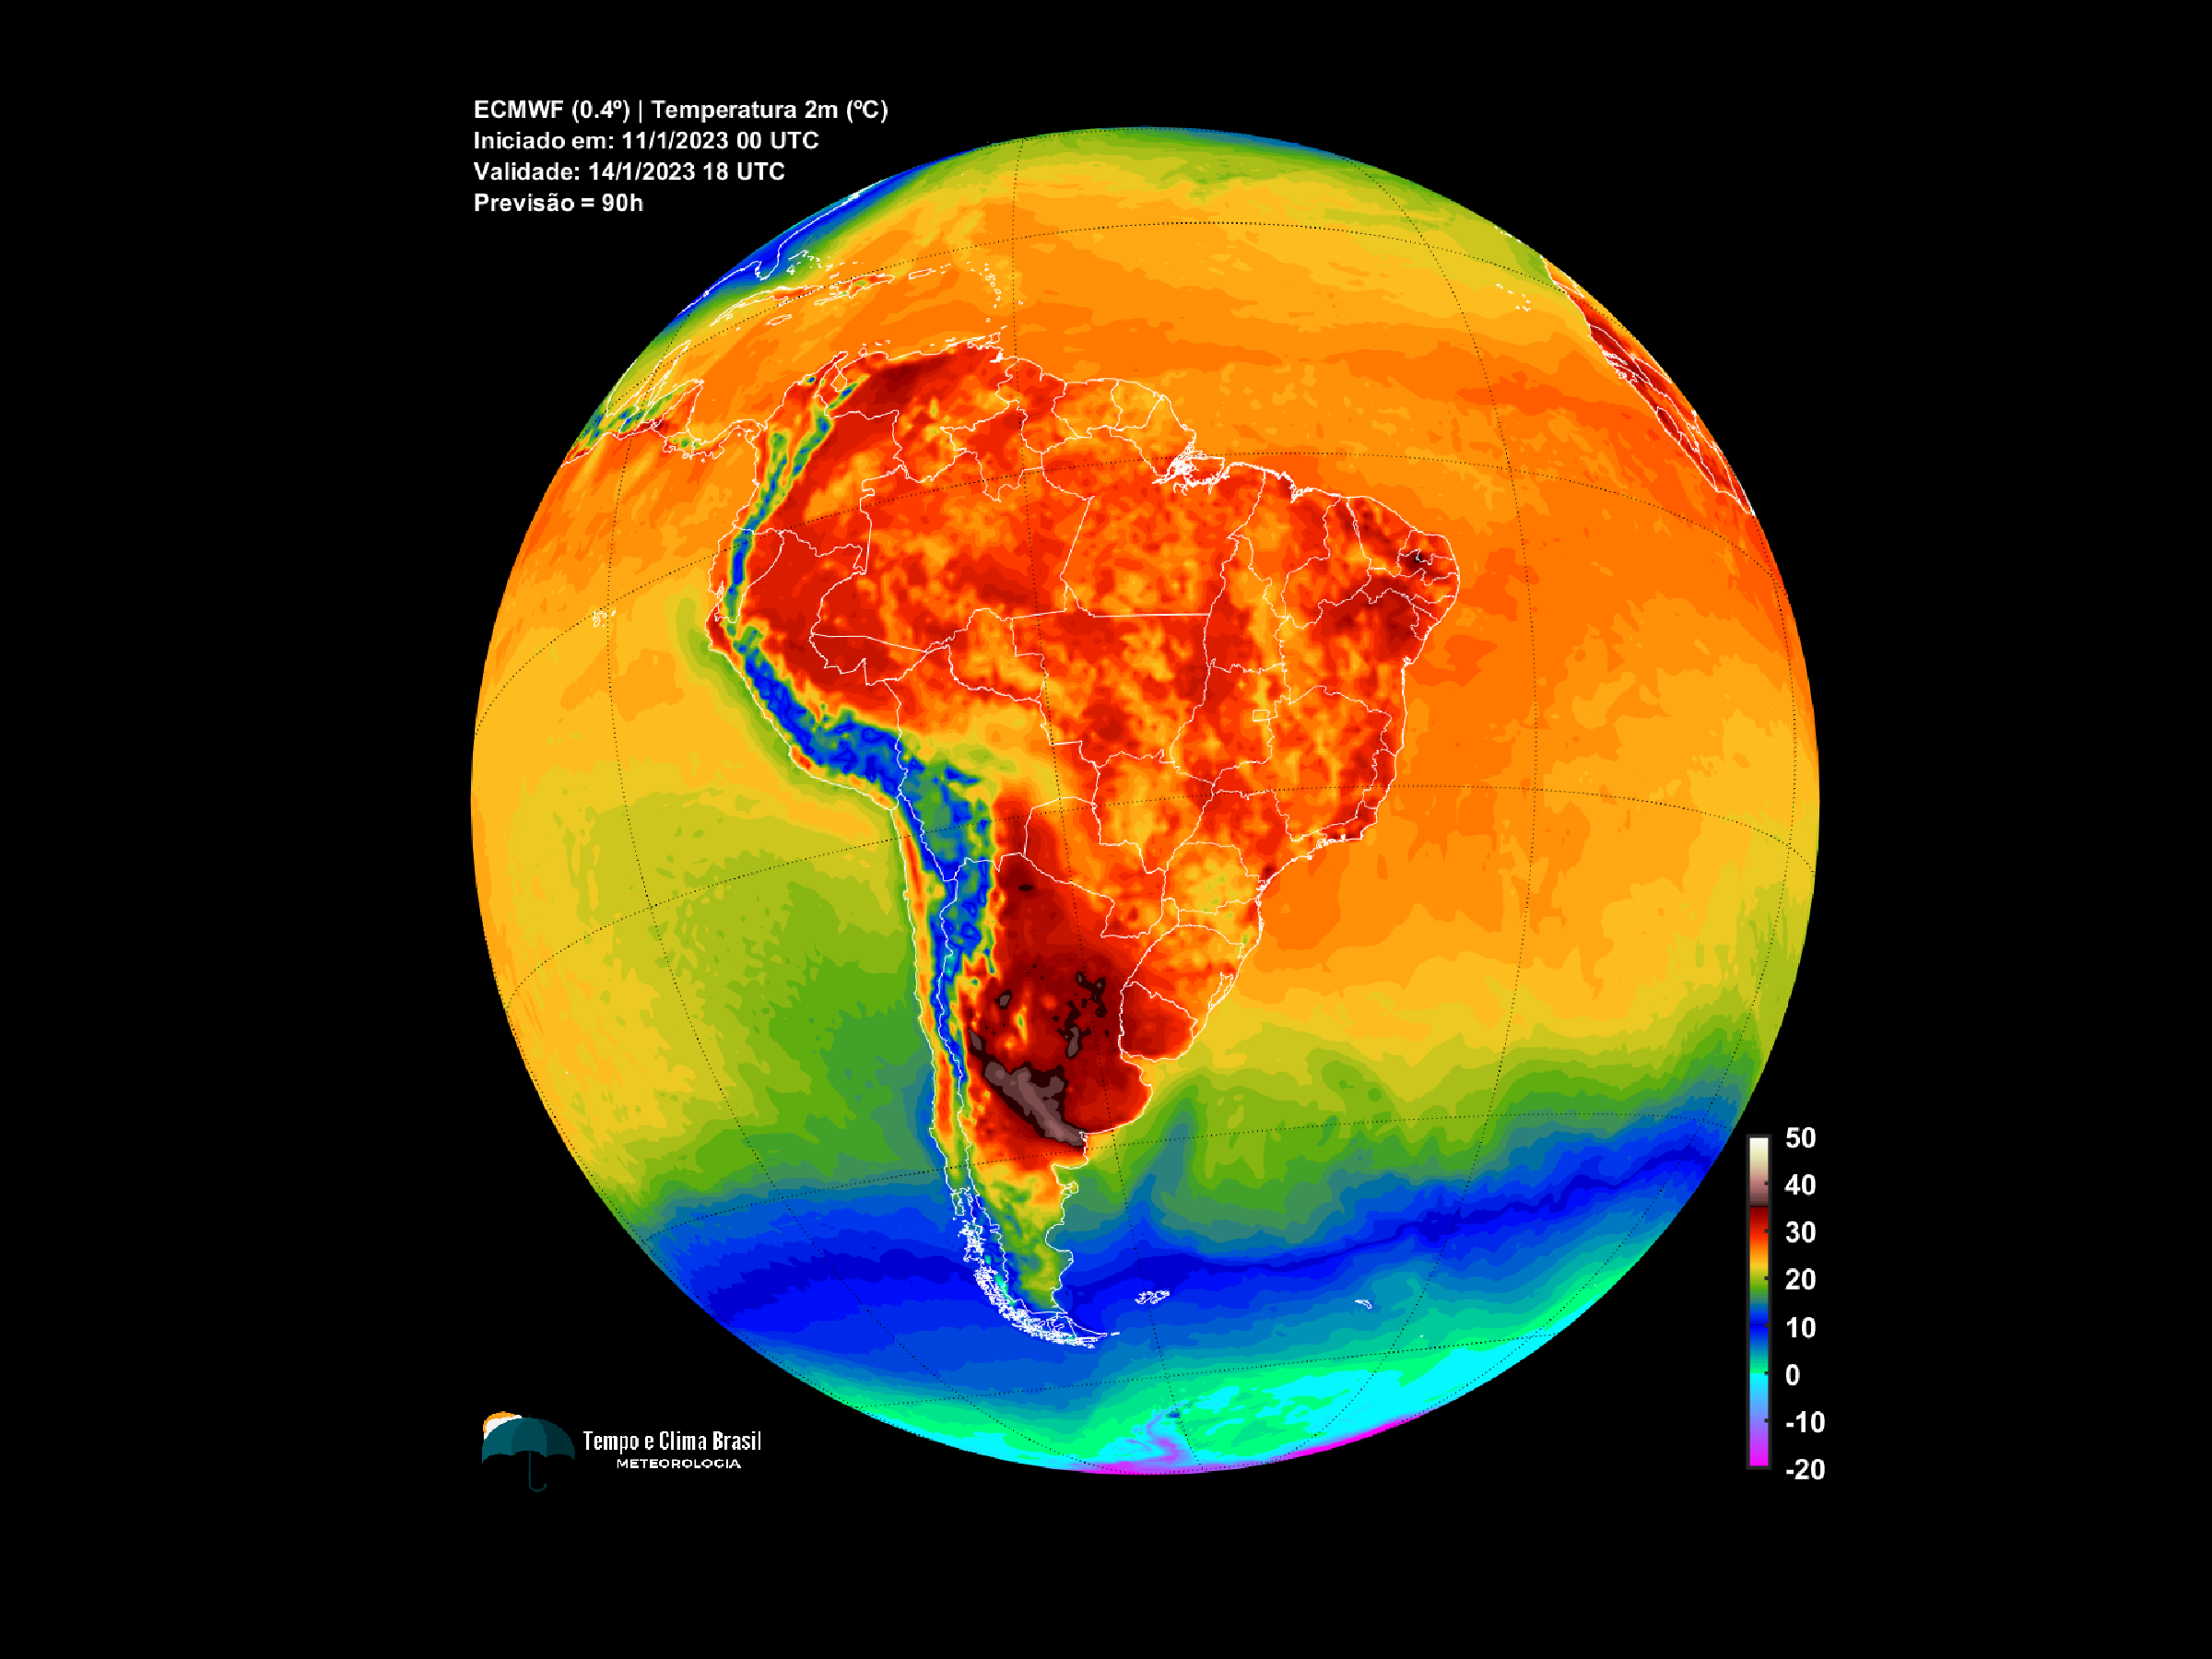 ECMWF (0.4º) | Temperatura 2m (ºC)
Iniciado em: 11/1/2023 00 UTC
Validade: 14/1/2023 18 UTC
Previsão = 90h
50
40
30
20
10
0
-10
-20
Tempo e Clima Brasil
METEOROLOGIA